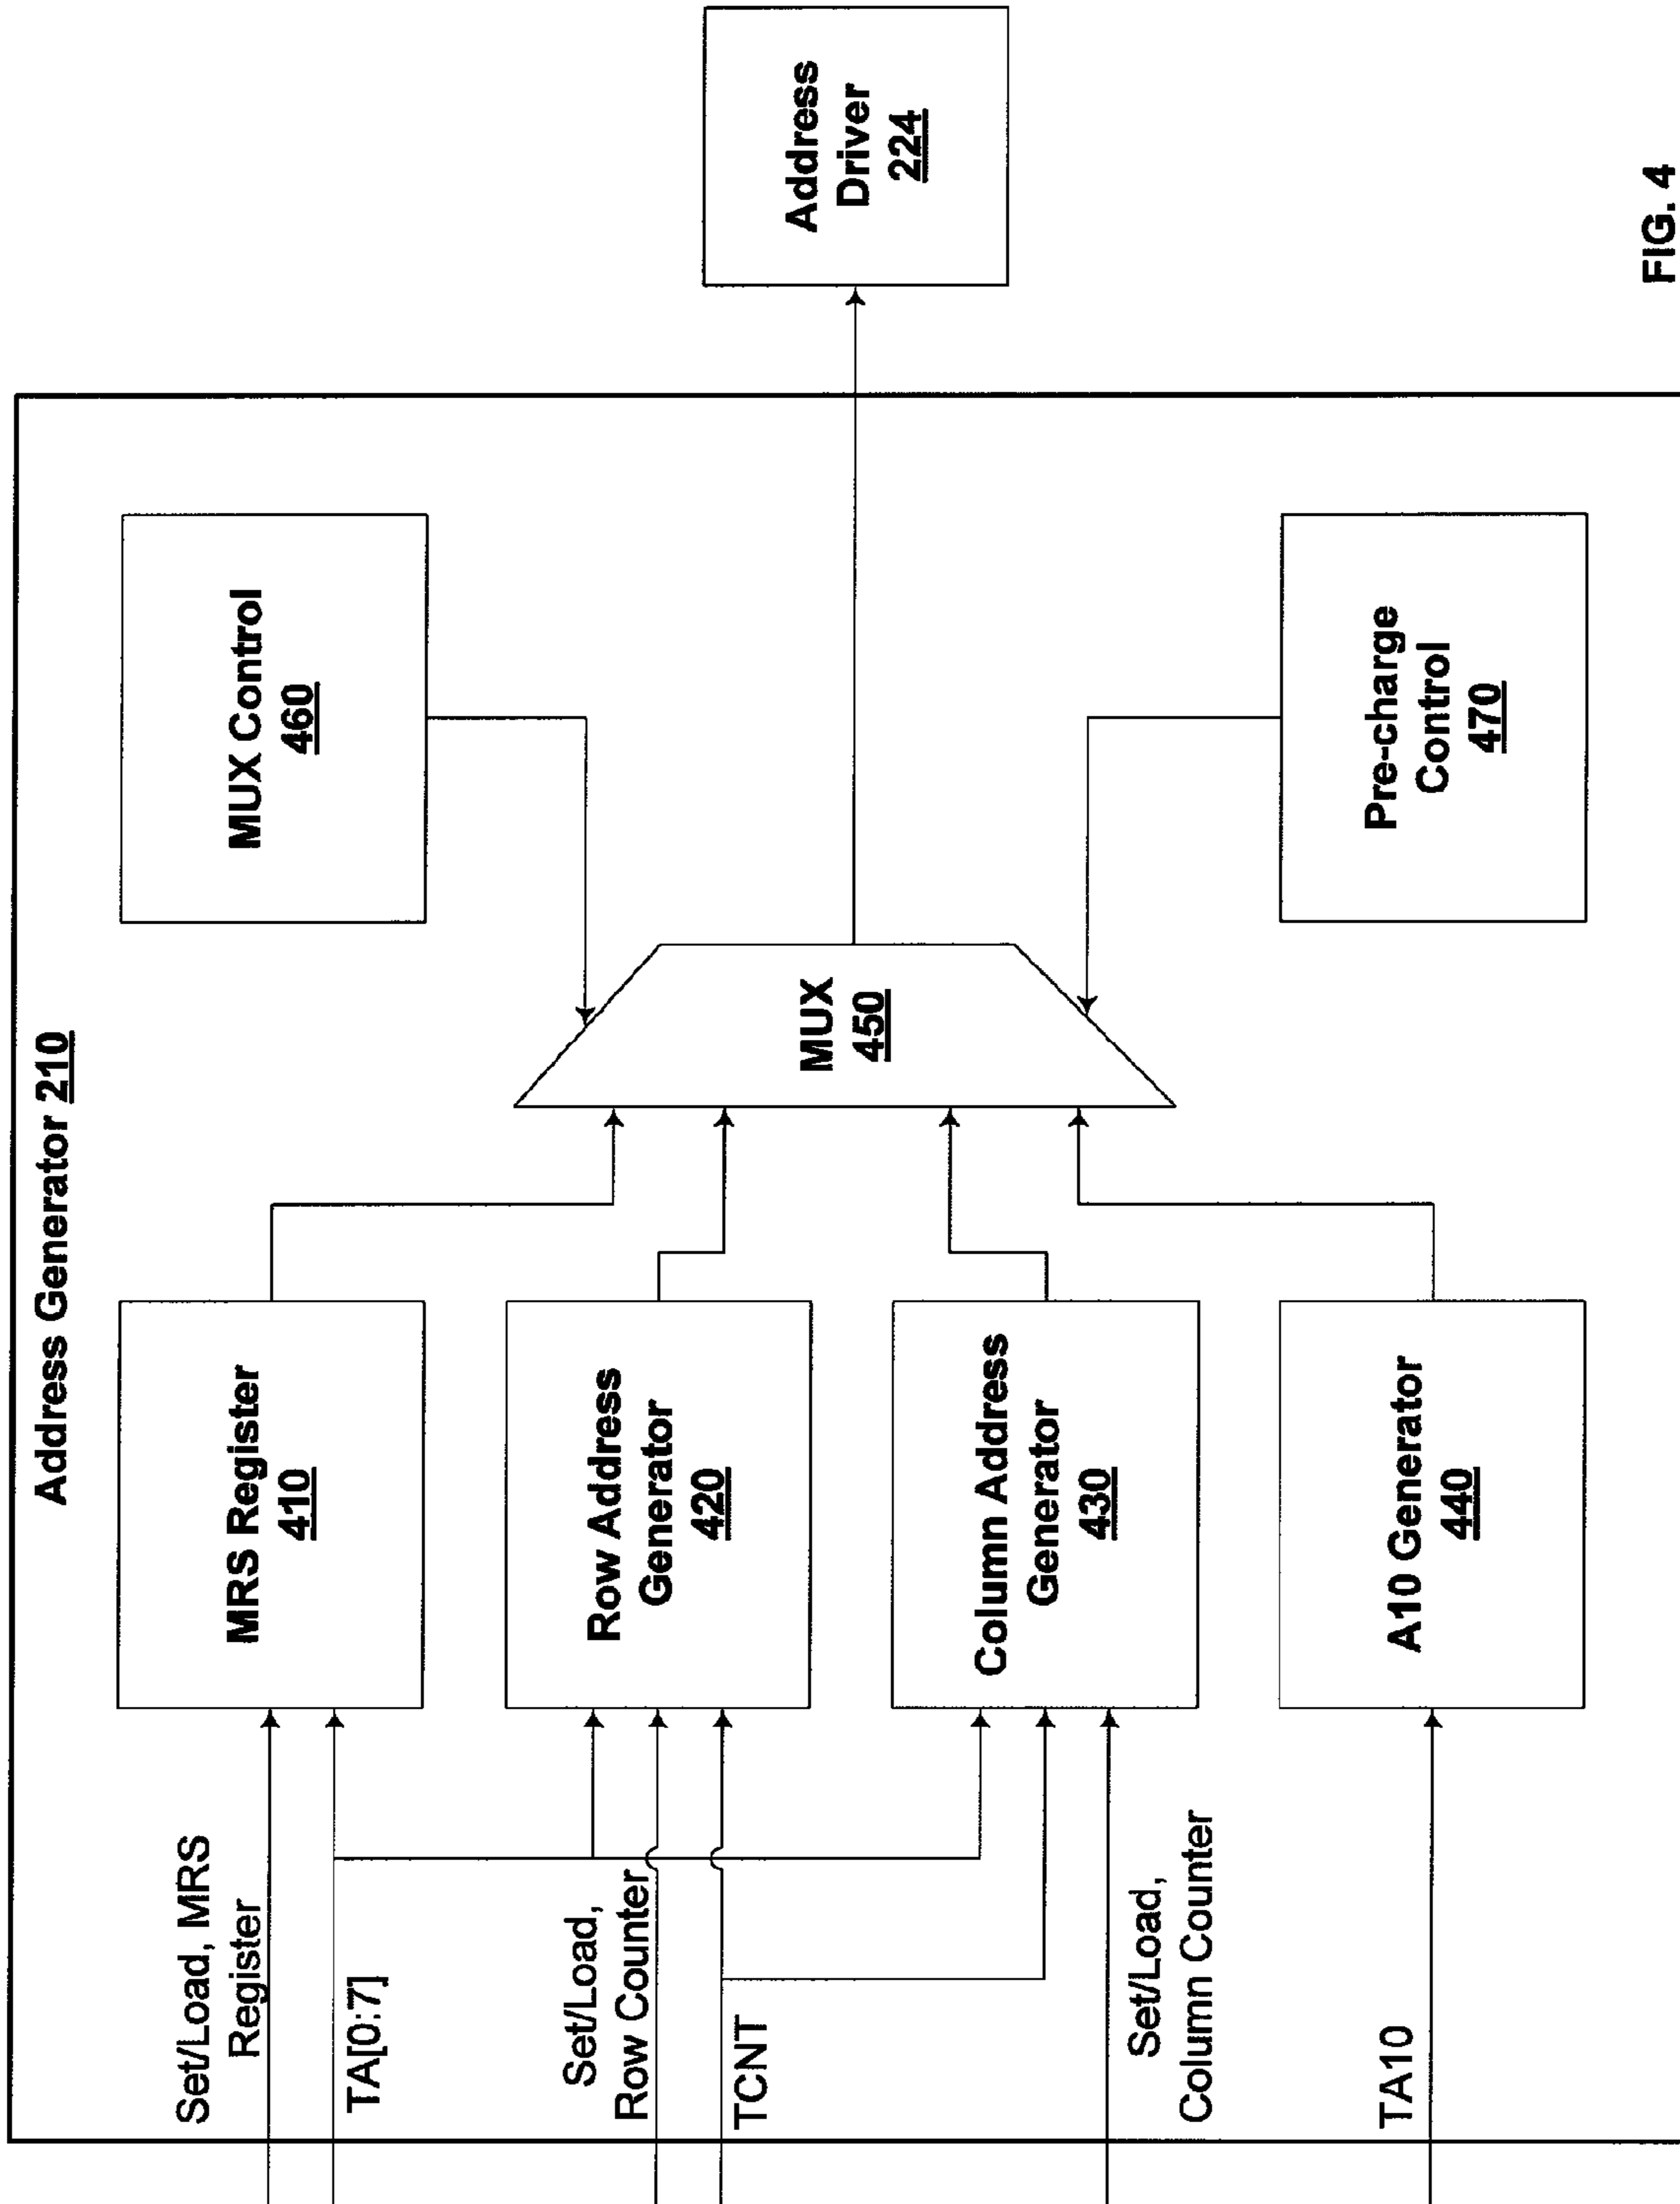 Address Generator 210
Set/Load, MRS
Register
TA[0:7]
Set/Load,
Row Counter
TCNT
Set/Load,
Column Counter
TA10
MRS Register
410
Row Address
Generator
420
Column Address
Generator
430
A10 Generator
440
MUX
450
MUX Control
460
Pre-charge
Control
470
Address
Driver
224
FIG. 4